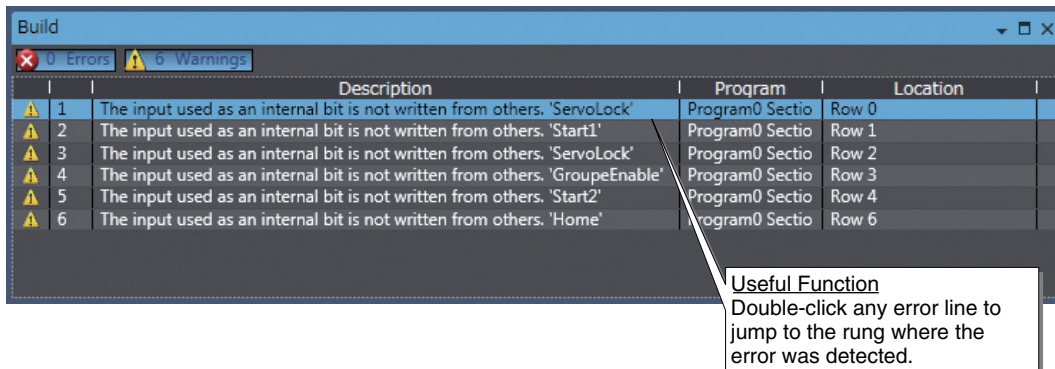 Build
0 Errors 6 Warnings
Description Program Location
1 The input used as an internal bit is not written from others. 'ServoLock' Program0 Sectio Row 0
2 The input used as an internal bit is not written from others. 'Start1' Program0 Sectio Row 1
3 The input used as an internal bit is not written from others. 'ServoLock' Program0 Sectio Row 2
4 The input used as an internal bit is not written from others. 'GroupeEnable' Program0 Sectio Row 3
5 The input used as an internal bit is not written from others. 'Start2' Program0 Sectio Row 4
6 The input used as an internal bit is not written from others. 'Home' Program0 Sectio Row 6
Useful Function
Double-click any error line to
jump to the rung where the
error was detected.